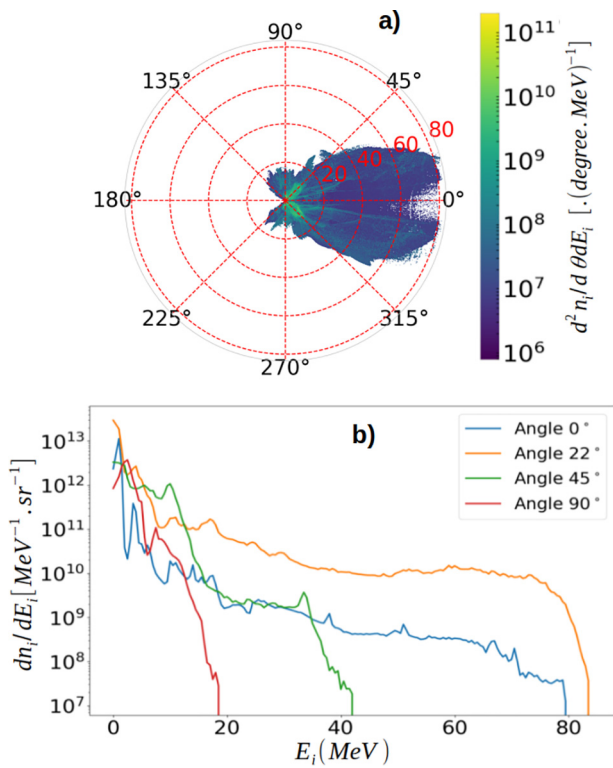 a)
90°
135°
45°
80
60
40
20
180°
0°
225°
315°
270°
10^11
10^10
10^9
10^8
10^7
10^6
d² n_i/d θdE_i [.(degree.MeV)^−1]
b)
Angle 0°
Angle 22°
Angle 45°
Angle 90°
10^13
10^12
10^11
10^10
10^9
10^8
10^7
dn_i/dE_i[MeV^−1.sr^−1]
0 20 40 60 80
E_i(MeV)